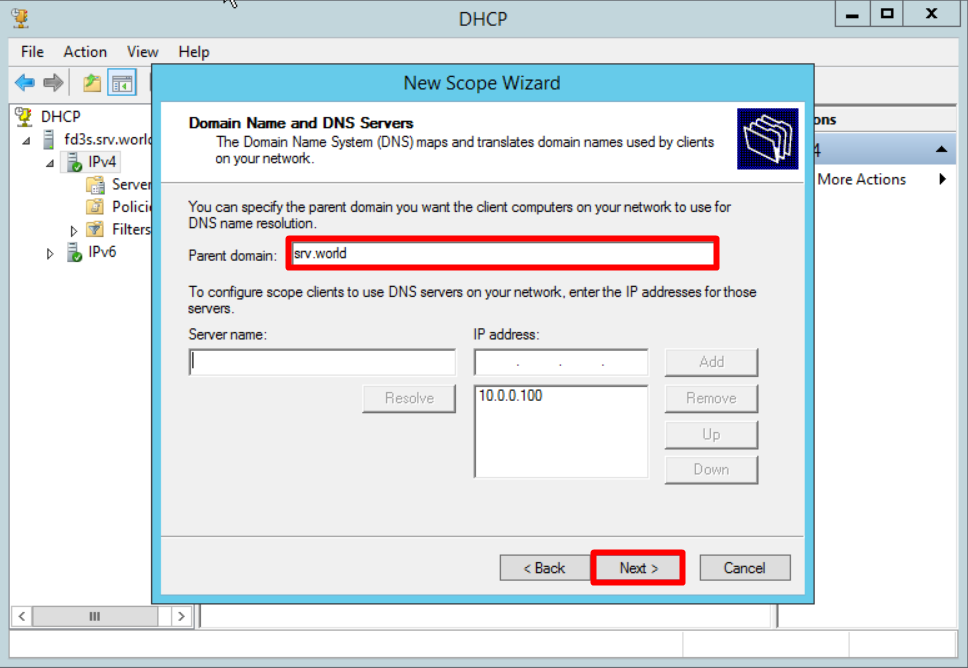 DHCP
File Action View Help
New Scope Wizard
DHCP
fd3s.srv.world
IPv4
Server
Policie
Filters
IPv6
Domain Name and DNS Servers
The Domain Name System (DNS) maps and translates domain names used by clients
on your network.
You can specify the parent domain you want the client computers on your network to use for
DNS name resolution.
Parent domain: srv.world
To configure scope clients to use DNS servers on your network, enter the IP addresses for those
servers.
Server name: IP address:
. . . Add
Resolve 10.0.0.100 Remove
Up
Down
< Back Next > Cancel
ons
4
More Actions